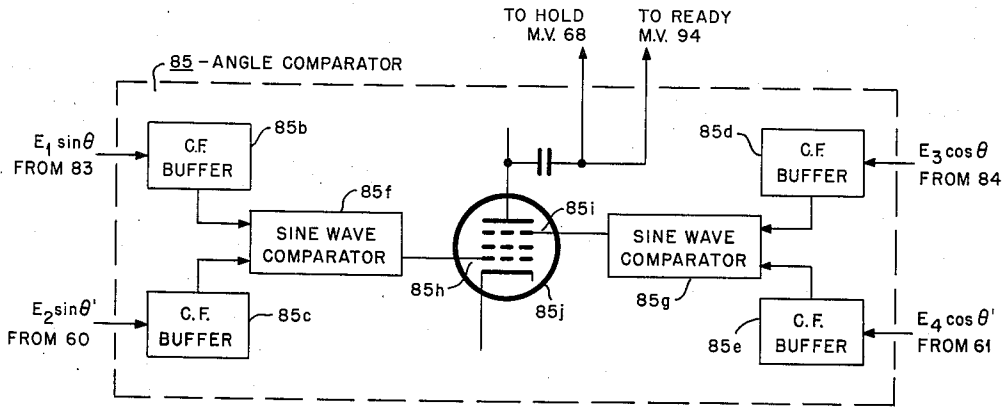 TO HOLD
M.V. 68
TO READY
M.V. 94
85 - ANGLE COMPARATOR
E1 sinθ
FROM 83
85b
C.F.
BUFFER
85d
C.F.
BUFFER
E3 cosθ
FROM 84
85f
SINE WAVE
COMPARATOR
85i
SINE WAVE
COMPARATOR
85h
85g
85j
E2 sinθ'
FROM 60
C.F.
BUFFER
85c
85e
C.F.
BUFFER
E4 cosθ'
FROM 61